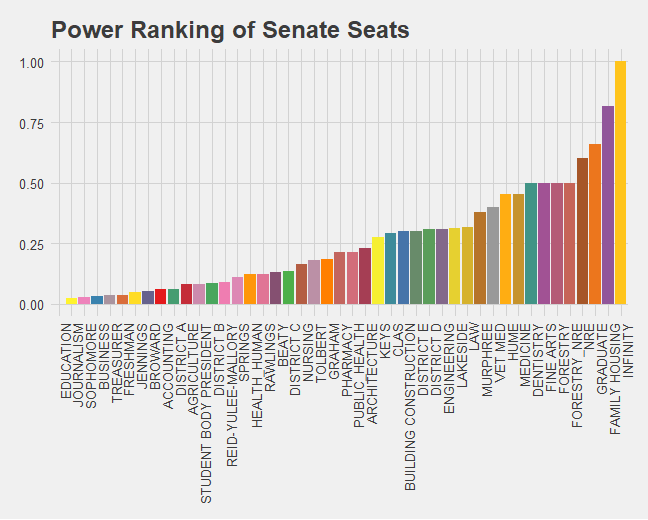 Power Ranking of Senate Seats
1.00
0.75
0.50
0.25
0.00
EDUCATION
JOURNALISM
SOPHOMORE
BUSINESS
TREASURER
FRESHMAN
JENNINGS
BROWARD
ACCOUNTING
DISTRICT A
AGRICULTURE
STUDENT BODY PRESIDENT
DISTRICT B
REID-YULEE-MALLORY
SPRINGS
HEALTH_HUMAN
RAWLINGS
BEATY
DISTRICT C
NURSING
TOLBERT
GRAHAM
PHARMACY
PUBLIC_HEALTH
ARCHITECTURE
KEYS
CLAS
BUILDING CONSTRUCTION
DISTRICT E
DISTRICT D
ENGINEERING
LAKESIDE
LAW
MURPHREE
VET MED
HUME
MEDICINE
DENTISTRY
FINE ARTS
FORESTRY
FORESTRY_NRE
NRE
GRADUATE
FAMILY HOUSING
INFINITY